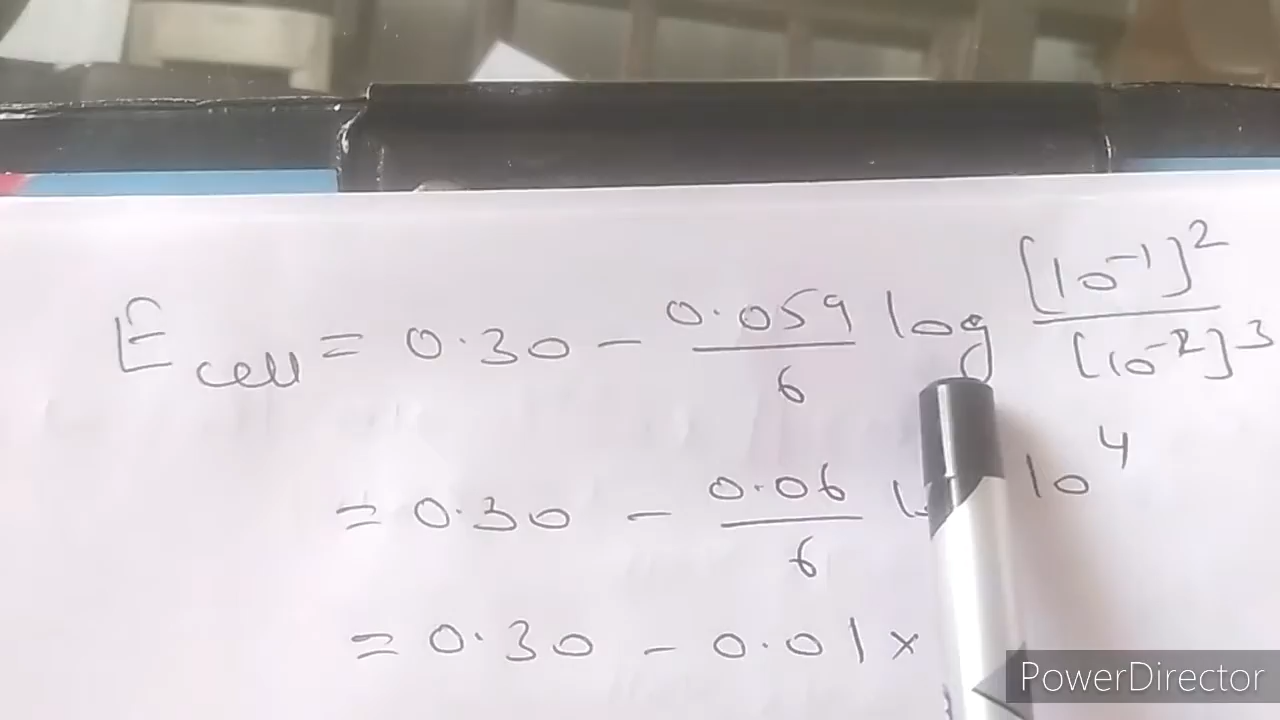 E cell = 0.30 - 0.059/6 log [10⁻¹]²/[10⁻²]³
= 0.30 - 0.06/6 10⁴
= 0.30 - 0.01 ×
PowerDirector